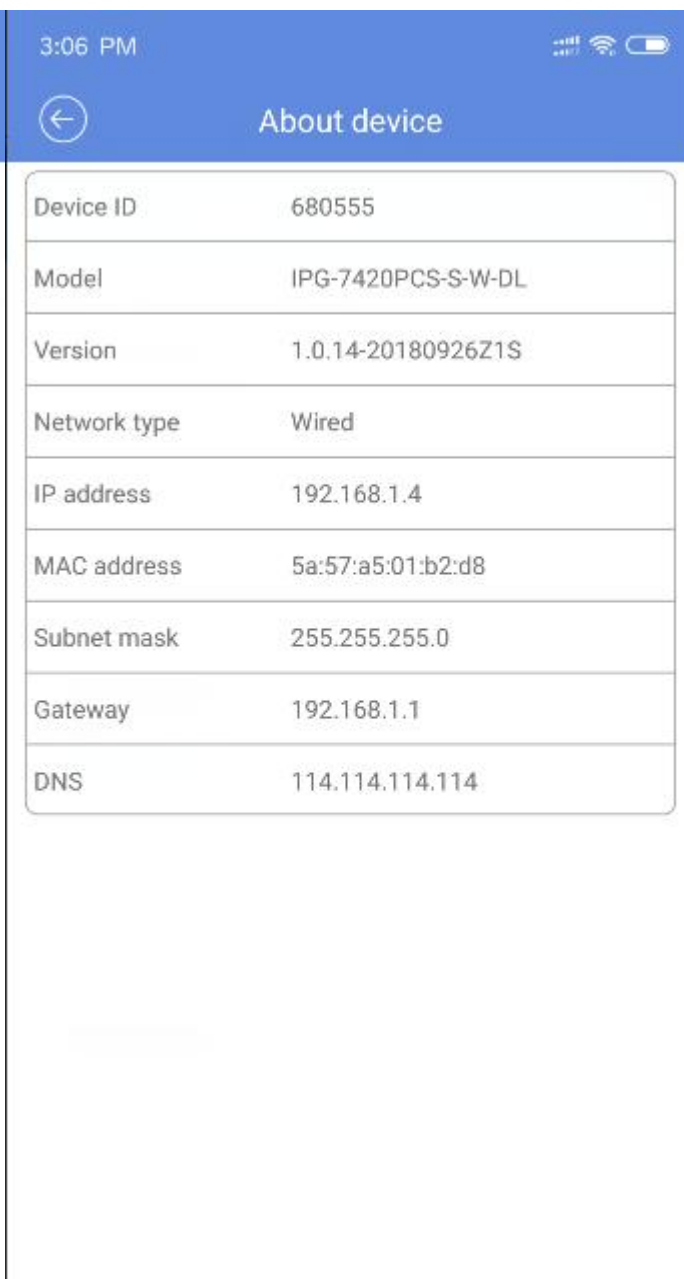 3:06 PM
About device
Device ID 680555
Model IPG-7420PCS-S-W-DL
Version 1.0.14-20180926Z1S
Network type Wired
IP address 192.168.1.4
MAC address 5a:57:a5:01:b2:d8
Subnet mask 255.255.255.0
Gateway 192.168.1.1
DNS 114.114.114.114